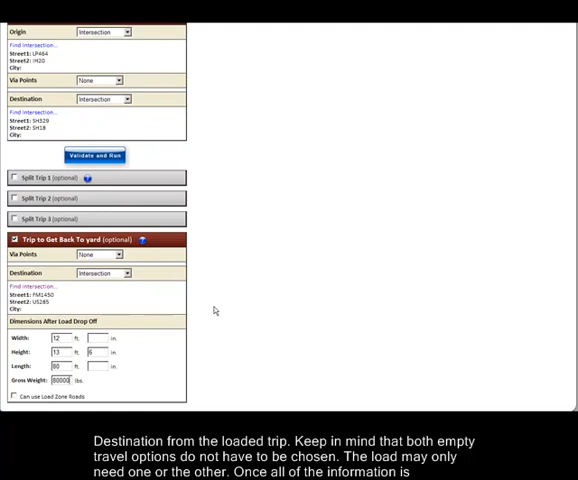 Origin Intersection
Find Intersection...
Street1: LP464
Street2: IH20
City:
Via Points None
Destination Intersection
Find Intersection...
Street1: SH329
Street2: SH18
City:
Validate and Run
Split Trip 1 (optional) ?
Split Trip 2 (optional)
Split Trip 3 (optional)
Trip to Get Back To yard (optional) ?
Via Points None
Destination Intersection
Find Intersection...
Street1: FM1450
Street2: US285
City:
Dimensions After Load Drop Off
Width: 12 ft. in.
Height: 13 ft. 6 in.
Length: 80 ft. in.
Gross Weight: 80000 lbs.
Can use Load Zone Roads
Destination from the loaded trip. Keep in mind that both empty
travel options do not have to be chosen. The load may only
need one or the other. Once all of the information is